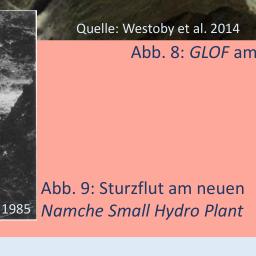 Quelle: Westoby et al. 2014
Abb. 8: GLOF am
Abb. 9: Sturzflut am neuen
1985 Namche Small Hydro Plant